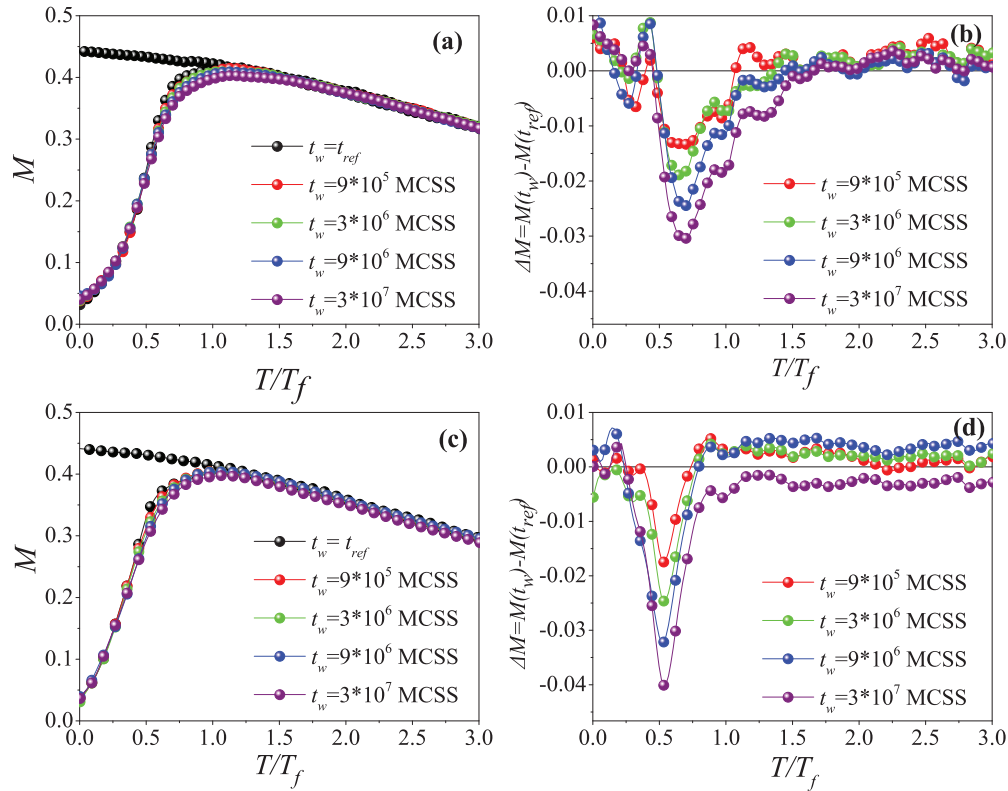 (a)
0.5
0.4
0.3
0.2
0.1
0.0
M
t_w=t_ref
t_w=9*10^5 MCSS
t_w=3*10^6 MCSS
t_w=9*10^6 MCSS
t_w=3*10^7 MCSS
0.0 0.5 1.0 1.5 2.0 2.5 3.0
T/T_f
(b)
0.01
0.00
-0.01
-0.02
-0.03
-0.04
ΔM=M(t_w)-M(t_ref)
t_w=9*10^5 MCSS
t_w=3*10^6 MCSS
t_w=9*10^6 MCSS
t_w=3*10^7 MCSS
0.0 0.5 1.0 1.5 2.0 2.5 3.0
T/T_f
(c)
0.5
0.4
0.3
0.2
0.1
0.0
M
t_w= t_ref
t_w=9*10^5 MCSS
t_w=3*10^6 MCSS
t_w=9*10^6 MCSS
t_w=3*10^7 MCSS
0.0 0.5 1.0 1.5 2.0 2.5 3.0
T/T_f
(d)
0.01
0.00
-0.01
-0.02
-0.03
-0.04
ΔM=M(t_w)-M(t_ref)
t_w=9*10^5 MCSS
t_w=3*10^6 MCSS
t_w=9*10^6 MCSS
t_w=3*10^7 MCSS
0.0 0.5 1.0 1.5 2.0 2.5 3.0
T/T_f